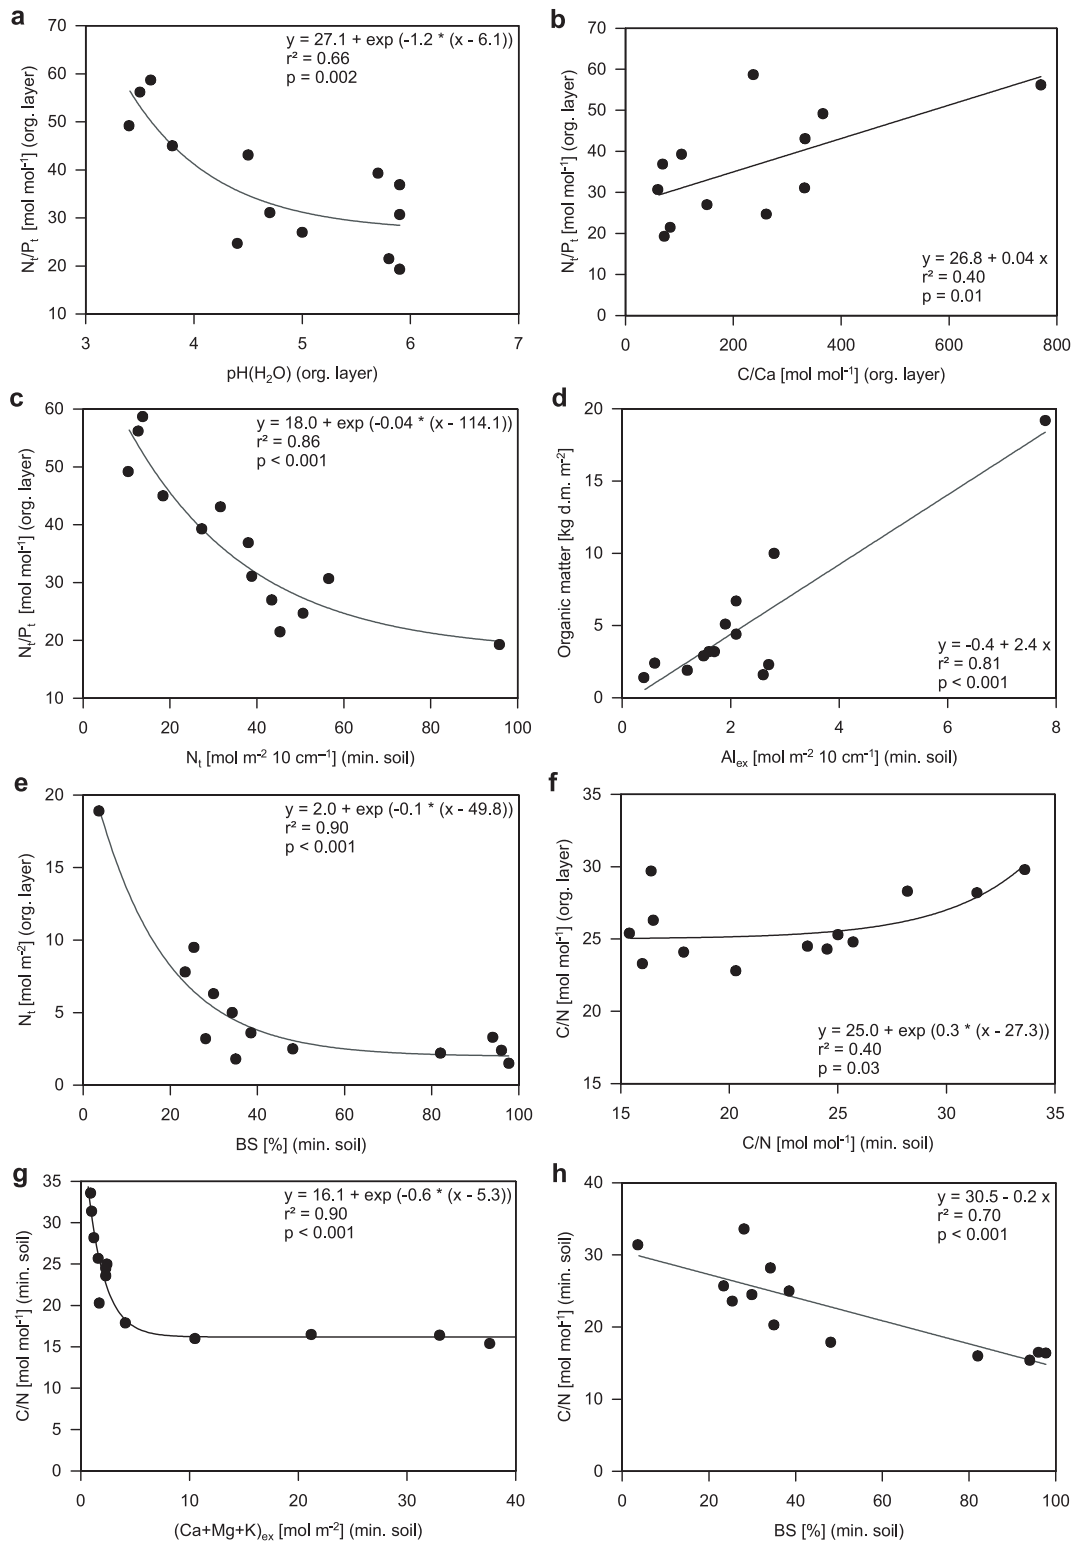 a
y = 27.1 + exp (-1.2 * (x - 6.1))
r² = 0.66
p = 0.002
70
60
50
40
30
20
10
3
4
5
6
7
Nt/Pt [mol mol⁻¹] (org. layer)
pH(H₂O) (org. layer)
b
70
60
50
40
30
20
10
0
0
200
400
600
800
y = 26.8 + 0.04 x
r² = 0.40
p = 0.01
Nt/Pt [mol mol⁻¹] (org. layer)
C/Ca [mol mol⁻¹] (org. layer)
c
y = 18.0 + exp (-0.04 * (x - 114.1))
r² = 0.86
p < 0.001
60
50
40
30
20
10
0
20
40
60
80
100
Nt/Pt [mol mol⁻¹] (org. layer)
Nt [mol m⁻² 10 cm⁻¹] (min. soil)
d
20
15
10
5
0
0
2
4
6
8
y = -0.4 + 2.4 x
r² = 0.81
p < 0.001
Organic matter [kg d.m. m⁻²]
Alex [mol m⁻² 10 cm⁻¹] (min. soil)
e
y = 2.0 + exp (-0.1 * (x - 49.8))
r² = 0.90
p < 0.001
20
15
10
5
0
0
20
40
60
80
100
Nt [mol m⁻²] (org. layer)
BS [%] (min. soil)
f
35
30
25
20
15
15
20
25
30
35
y = 25.0 + exp (0.3 * (x - 27.3))
r² = 0.40
p = 0.03
C/N [mol mol⁻¹] (org. layer)
C/N [mol mol⁻¹] (min. soil)
g
y = 16.1 + exp (-0.6 * (x - 5.3))
r² = 0.90
p < 0.001
35
30
25
20
15
10
5
0
0
10
20
30
40
C/N [mol mol⁻¹] (min. soil)
(Ca+Mg+K)ex [mol m⁻²] (min. soil)
h
y = 30.5 - 0.2 x
r² = 0.70
p < 0.001
40
30
20
10
0
0
20
40
60
80
100
C/N [mol mol⁻¹] (min. soil)
BS [%] (min. soil)